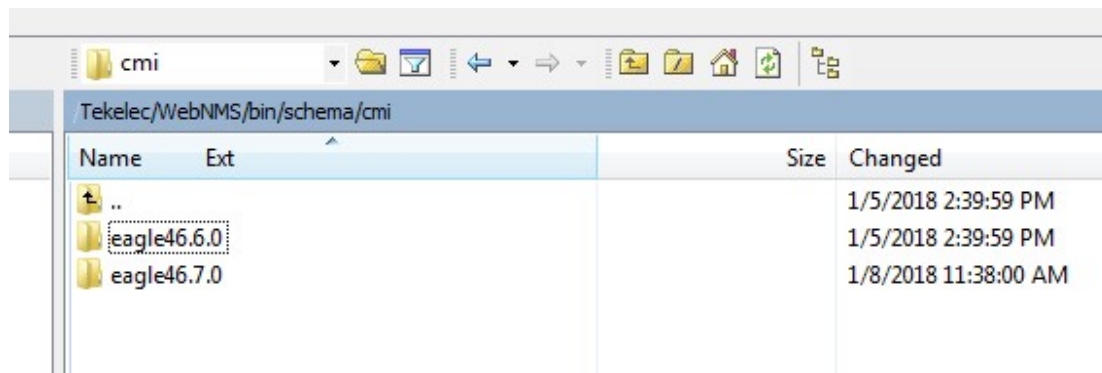 cmi
/Tekelec/WebNMS/bin/schema/cmi
Name Ext Size Changed
.. 1/5/2018 2:39:59 PM
eagle46.6.0 1/5/2018 2:39:59 PM
eagle46.7.0 1/8/2018 11:38:00 AM